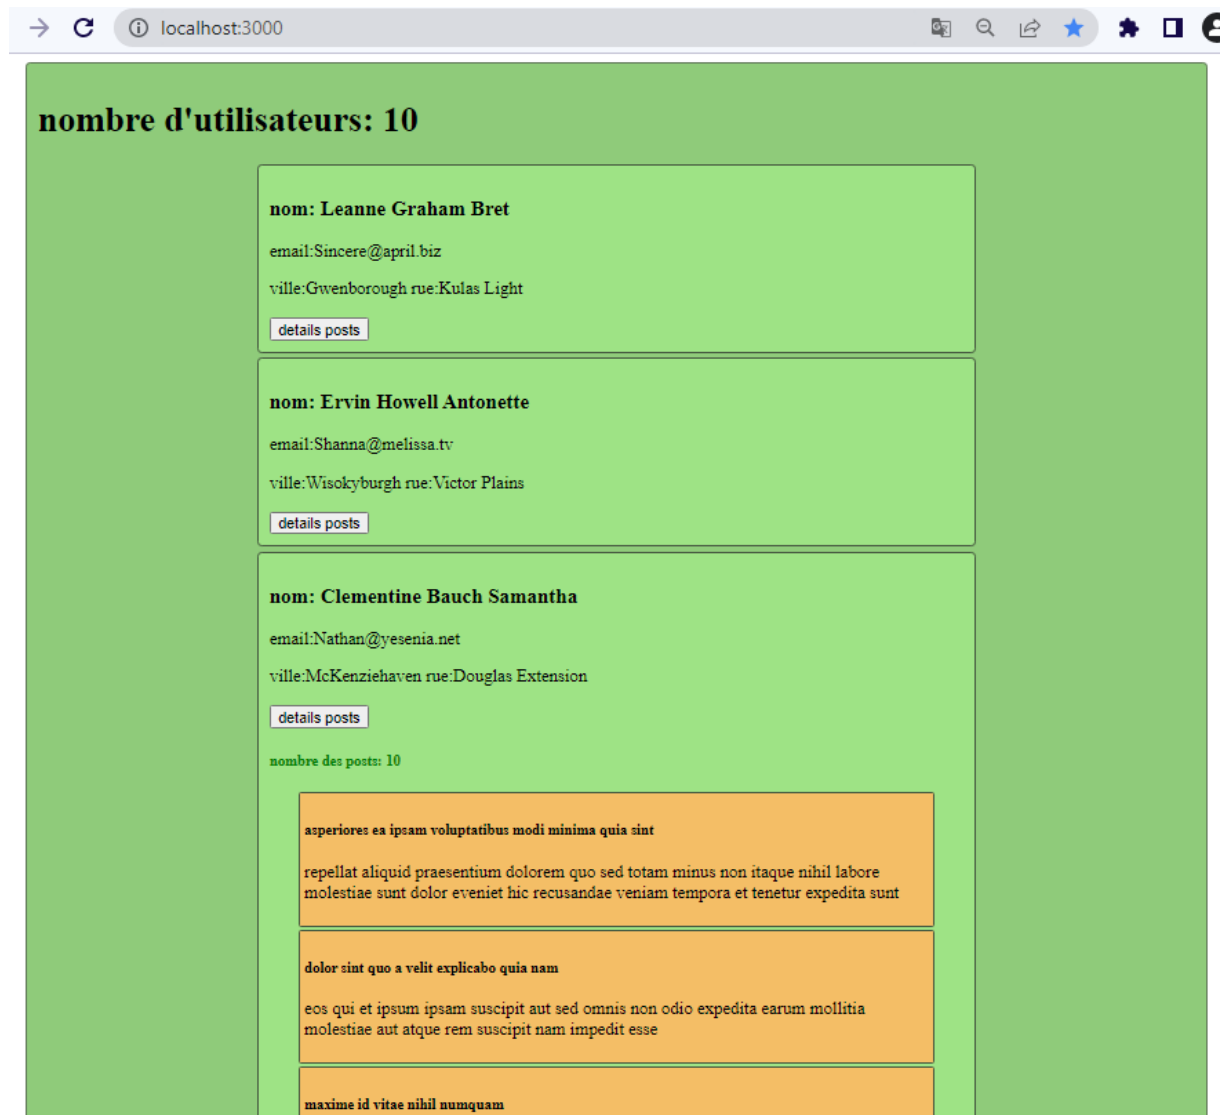 localhost:3000
nombre d'utilisateurs: 10
nom: Leanne Graham Bret
email:Sincere@april.biz
ville:Gwenborough rue:Kulas Light
details posts
nom: Ervin Howell Antonette
email:Shanna@melissa.tv
ville:Wisokyburgh rue:Victor Plains
details posts
nom: Clementine Bauch Samantha
email:Nathan@yesenia.net
ville:McKenziehaven rue:Douglas Extension
details posts
nombre des posts: 10
asperiores ea ipsam voluptatibus modi minima quia sint
repellat aliquid praesentium dolorem quo sed totam minus non itaque nihil labore
molestiae sunt dolor eveniet hic recusandae veniam tempora et tenetur expedita sunt
dolor sint quo a velit explicabo quia nam
eos qui et ipsum ipsam suscipit aut sed omnis non odio expedita earum mollitia
molestiae aut atque rem suscipit nam impedit esse
maxime id vitae nihil numquam